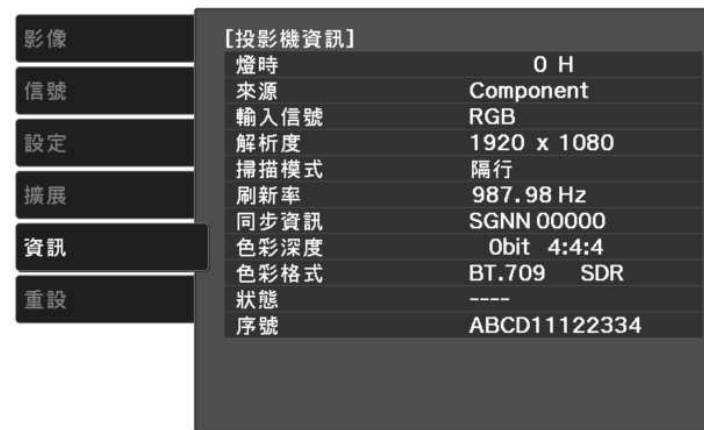 影像
信號
設定
擴展
資訊
重設
[投影機資訊]
燈時 0 H
來源 Component
輸入信號 RGB
解析度 1920 x 1080
掃描模式 隔行
刷新率 987.98 Hz
同步資訊 SGNN 00000
色彩深度 0bit 4:4:4
色彩格式 BT.709 SDR
狀態 ----
序號 ABCD11122334